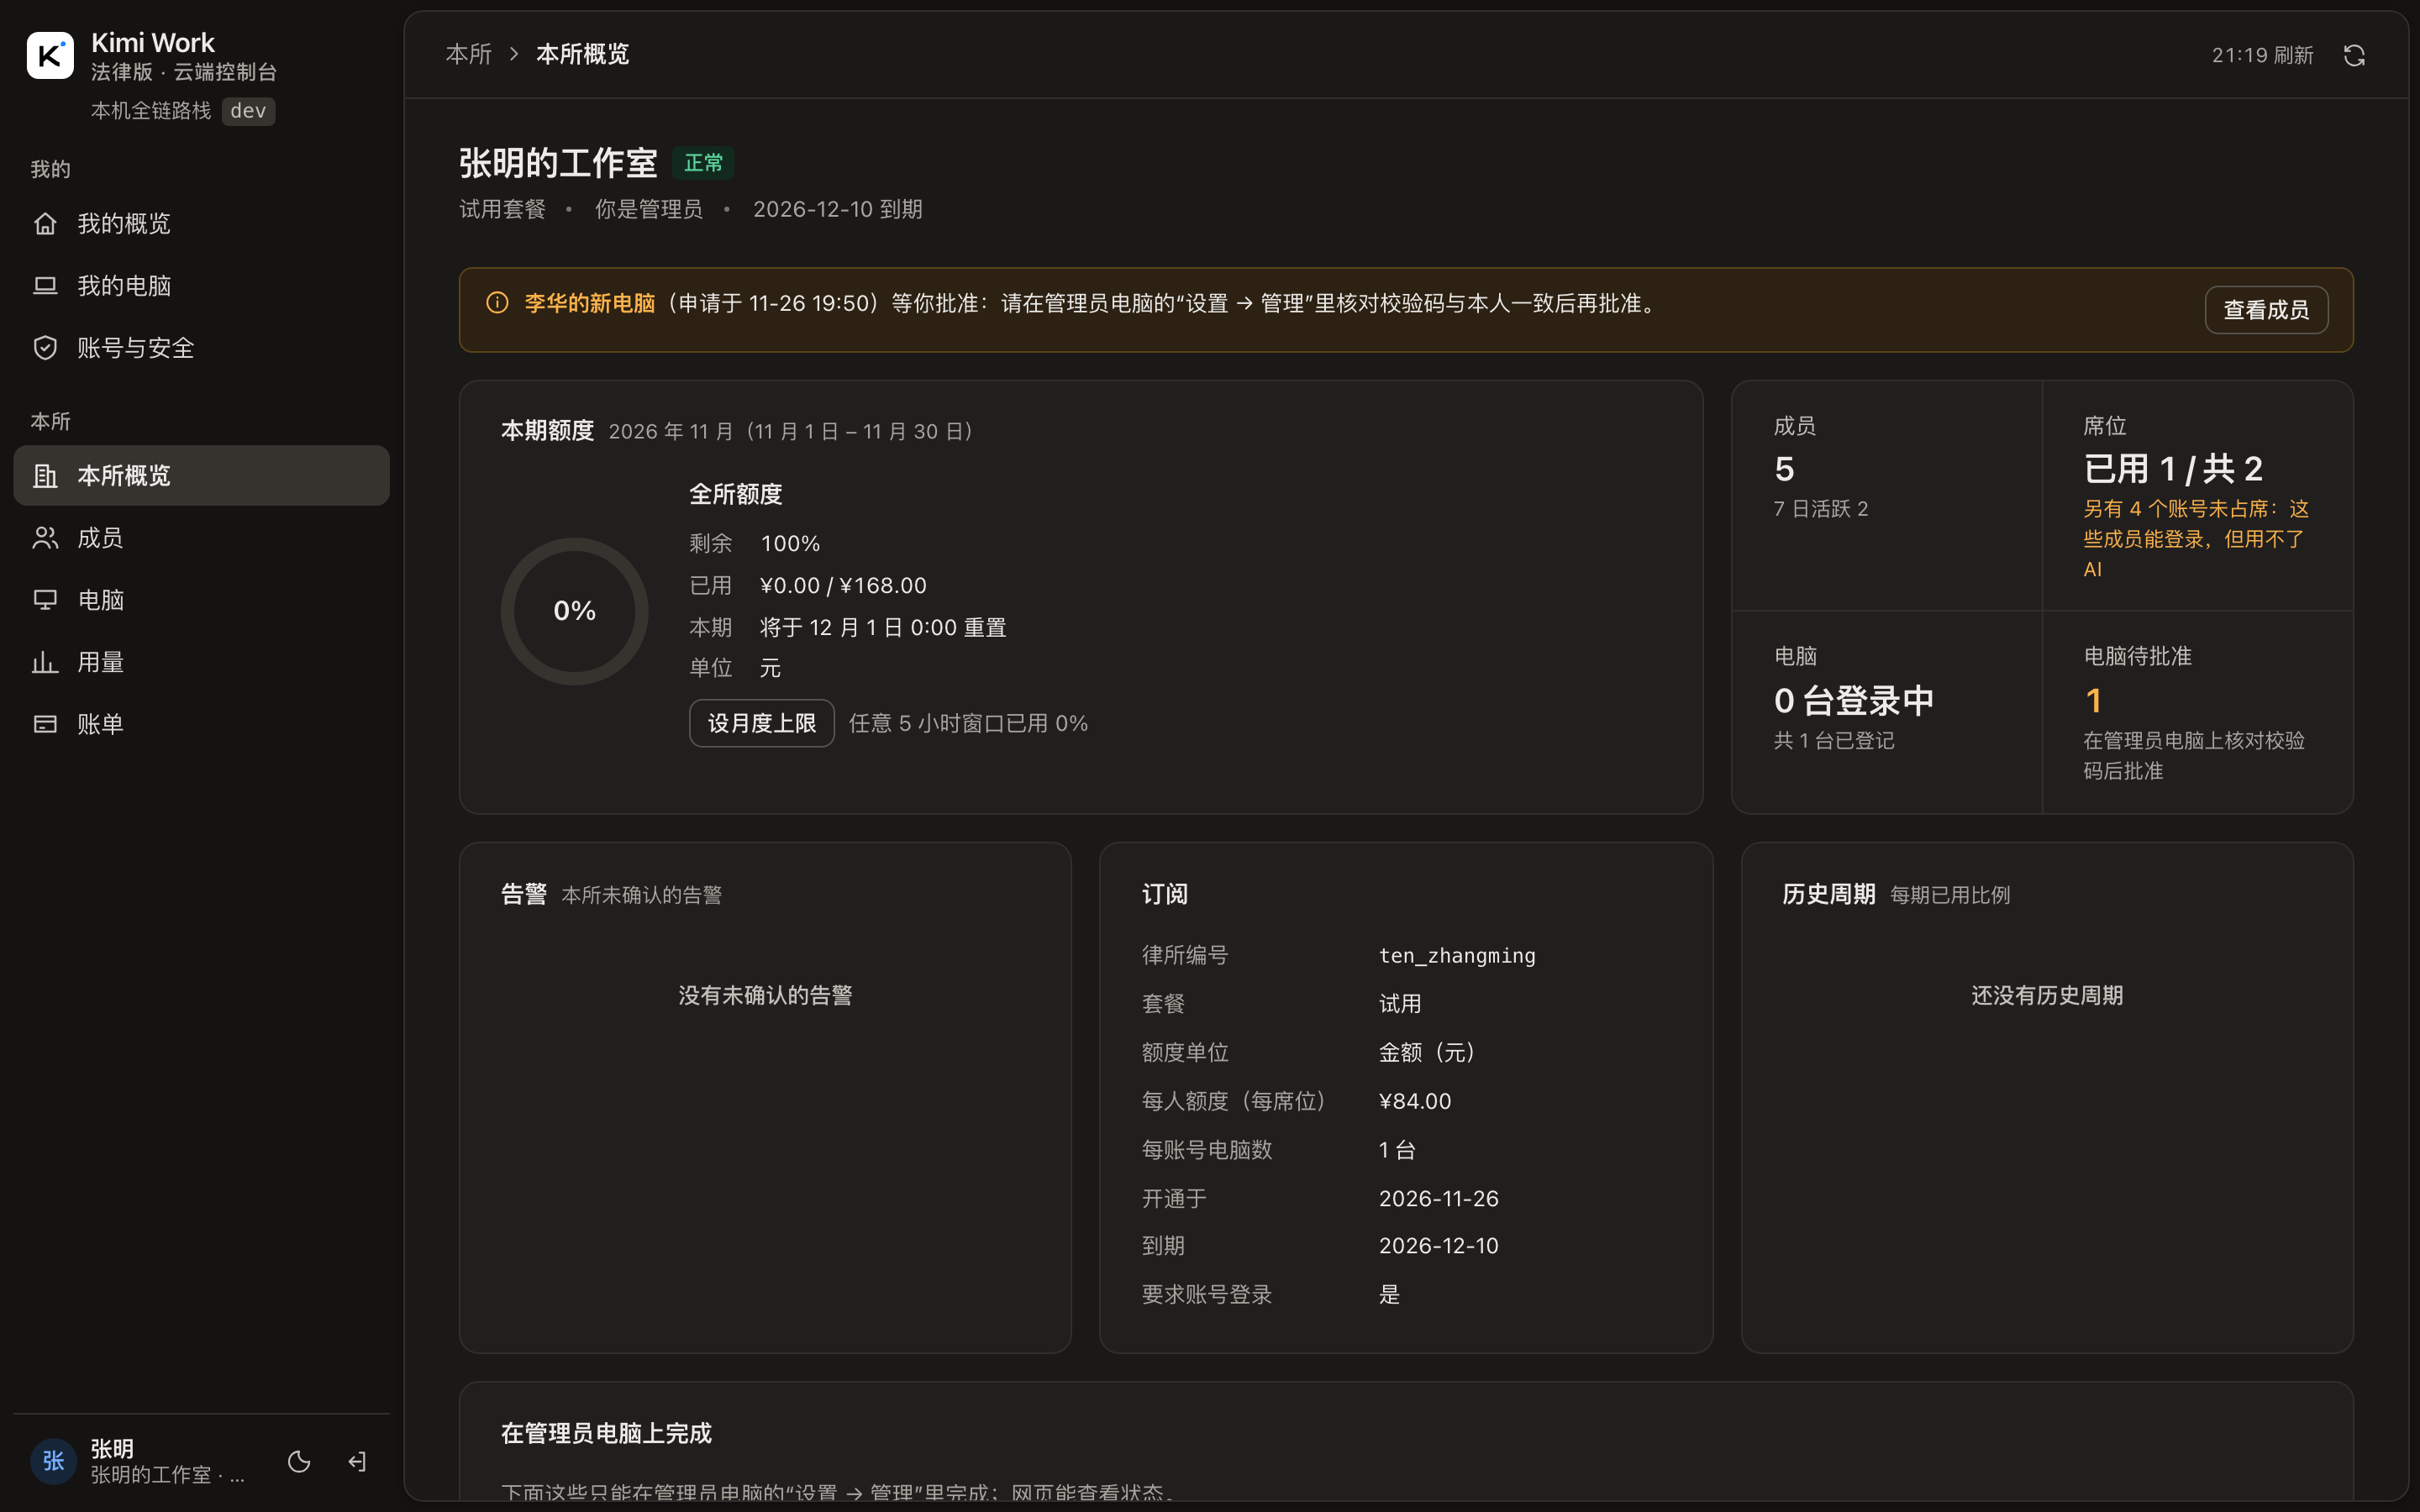 Kimi Work
法律版 · 云端控制台
本机全链路栈 dev
我的
我的概览
我的电脑
账号与安全
本所
本所概览
成员
电脑
用量
账单
张
张明
张明的工作室 · ...
本所 > 本所概览
21:19 刷新
张明的工作室 正常
试用套餐 • 你是管理员 • 2026-12-10 到期
李华的新电脑（申请于 11-26 19:50）等你批准：请在管理员电脑的“设置 → 管理”里核对校验码与本人一致后再批准。
查看成员
本期额度 2026 年 11 月（11 月 1 日 – 11 月 30 日）
0%
全所额度
剩余 100%
已用 ¥0.00 / ¥168.00
本期 将于 12 月 1 日 0:00 重置
单位 元
设月度上限 任意 5 小时窗口已用 0%
成员
5
7 日活跃 2
席位
已用 1 / 共 2
另有 4 个账号未占席：这
些成员能登录，但用不了
AI
电脑
0 台登录中
共 1 台已登记
电脑待批准
1
在管理员电脑上核对校验
码后批准
告警 本所未确认的告警
没有未确认的告警
订阅
律所编号 ten_zhangming
套餐 试用
额度单位 金额（元）
每人额度（每席位） ¥84.00
每账号电脑数 1 台
开通于 2026-11-26
到期 2026-12-10
要求账号登录 是
历史周期 每期已用比例
还没有历史周期
在管理员电脑上完成
下面这些只能在管理员电脑的“设置 → 管理”里完成；网页能查看状态。